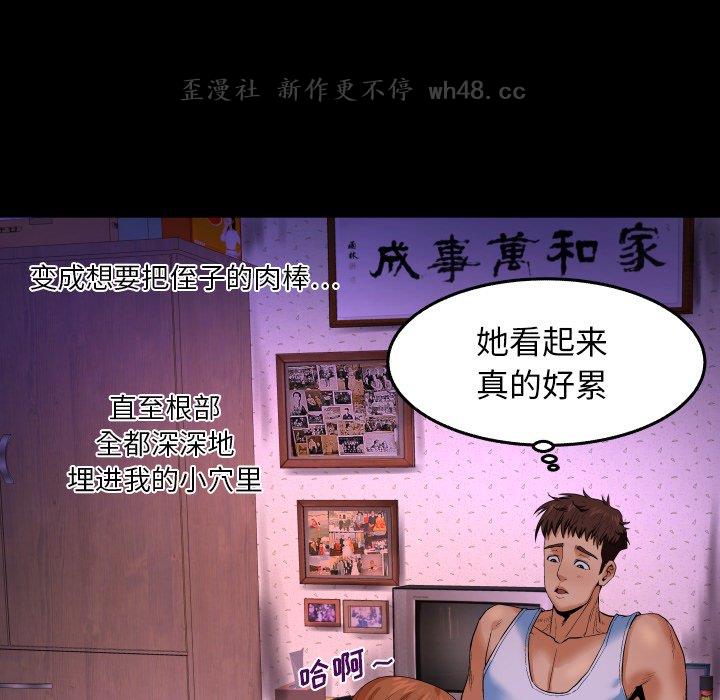 歪漫社 新作更不停 wh48.cc
成事萬和家
变成想要把侄子的肉棒...
她看起来
真的好累
直至根部
全都深深地
埋进我的小穴里
哈啊~